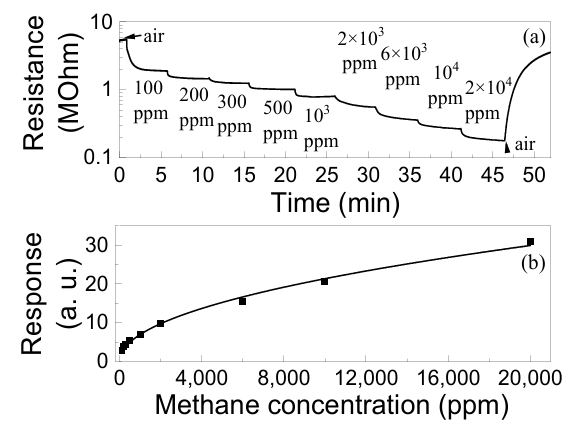 10
1
0.1
Resistance
(MOhm)
air
(a)
100
ppm
200
ppm
300
ppm
500
ppm
10³
ppm
2×10³
ppm
6×10³
ppm
10⁴
ppm
2×10⁴
ppm
air
0 5 10 15 20 25 30 35 40 45 50
Time (min)
30
20
10
0
Response
(a. u.)
(b)
0 4,000 8,000 12,000 16,000 20,000
Methane concentration (ppm)